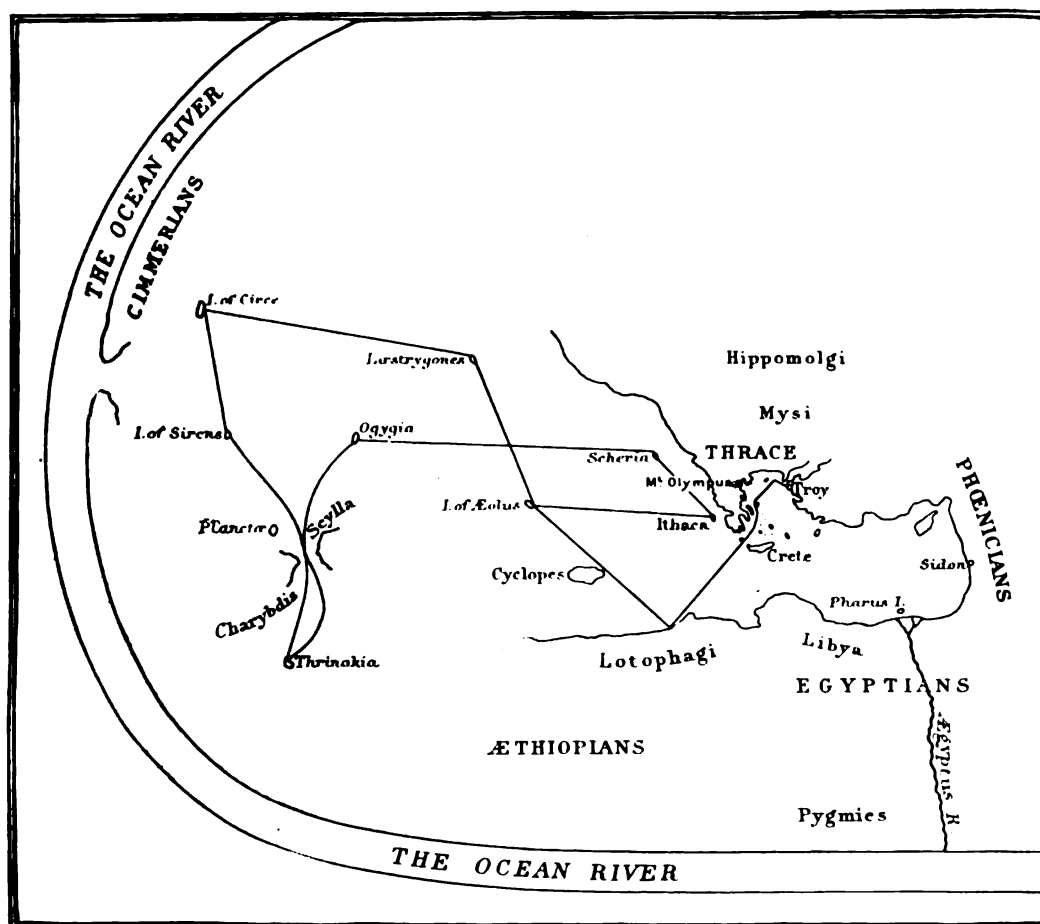 THE OCEAN RIVER
CIMMERIANS
I. of Circe
Læstrygones
Hippomolgi
Mysi
I. of Sirens
Ogygia
Scheria
THRACE
Mt. Olympus
Troy
PHŒNICIANS
I. of Æolus
Ithaca
Planctæ
Scylla
Crete
Cyclopes
Sidon
Charybdis
Pharus I.
Thrinakia
Lotophagi
Libya
EGYPTIANS
ÆTHIOPIANS
Ægyptus R
Pygmies
THE OCEAN RIVER